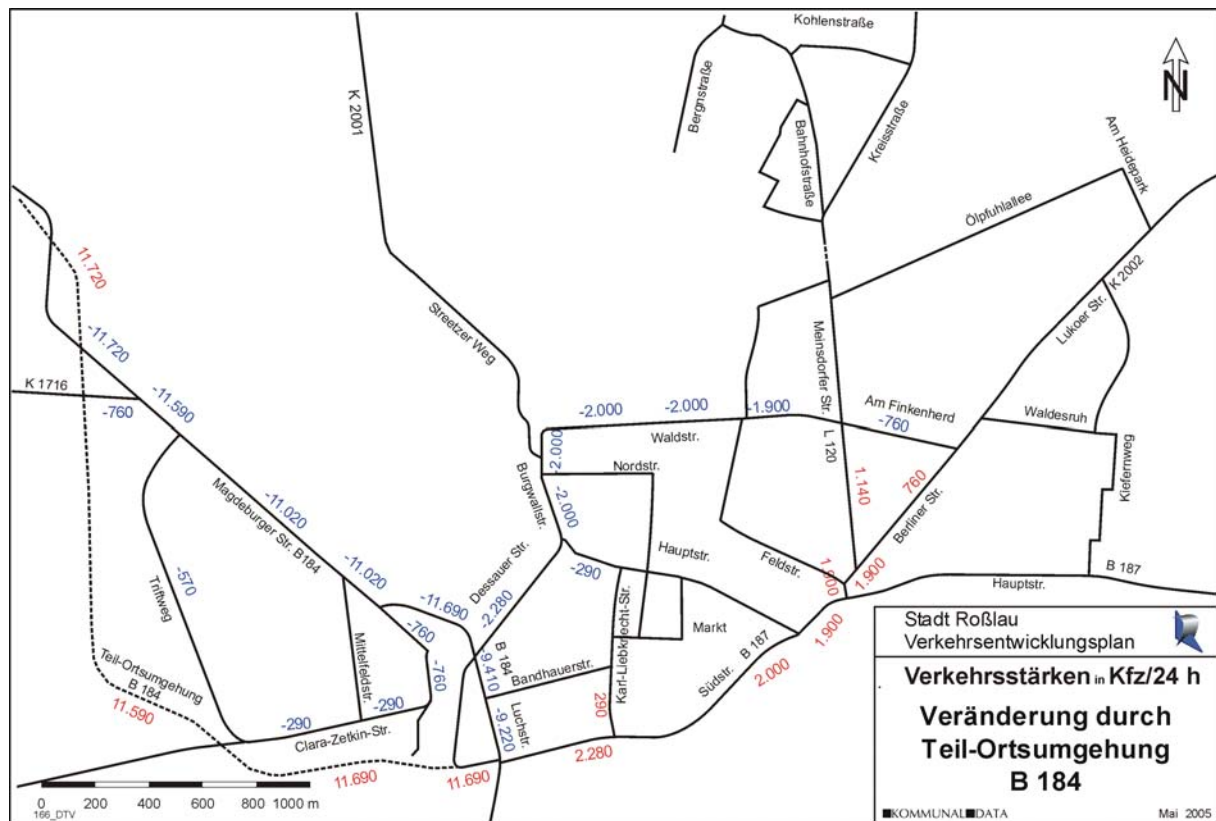 Kohlenstraße
K 2001
Bergnstraße
Bahnhofstraße
Kreisstraße
N
Am Heidepark
Ölpfuhlallee
11.720
K 2002
Lukoer Str.
Streetzer Weg
Meinsdorfer Str.
-11.720
K 1716
-760
-11.590
-2.000
-2.000
-1.900
Am Finkenherd
-760
Waldestr.
Waldesruh
L 120
-2.000
Nordstr.
Kiefernweg
Burgwallstr.
-2.000
1.140
760
Berliner Str.
Magdeburger Str. B184
-11.020
-11.020
Hauptstr.
-290
Feldstr.
1.900
1.900
B 187
Hauptstr.
Dessauer Str.
-2.280
Triftweg
-570
-11.690
-760
-760
Mittelfeldstr.
B 184
-9.410
Bandhauerstr.
Karl-Liebknecht-Str.
Markt
1.900
Südstr. B 187
2.000
Teil-Ortsumgehung
B 184
11.590
-290
-290
Clara-Zetkin-Str.
Luchstr.
-9.220
290
2.280
11.690
11.690
0 200 400 600 800 1000 m
166_DTV
Stadt Roßlau
Verkehrsentwicklungsplan
Verkehrsstärken in Kfz/24 h
Veränderung durch
Teil-Ortsumgehung
B 184
KOMMUNAL DATA Mai 2005